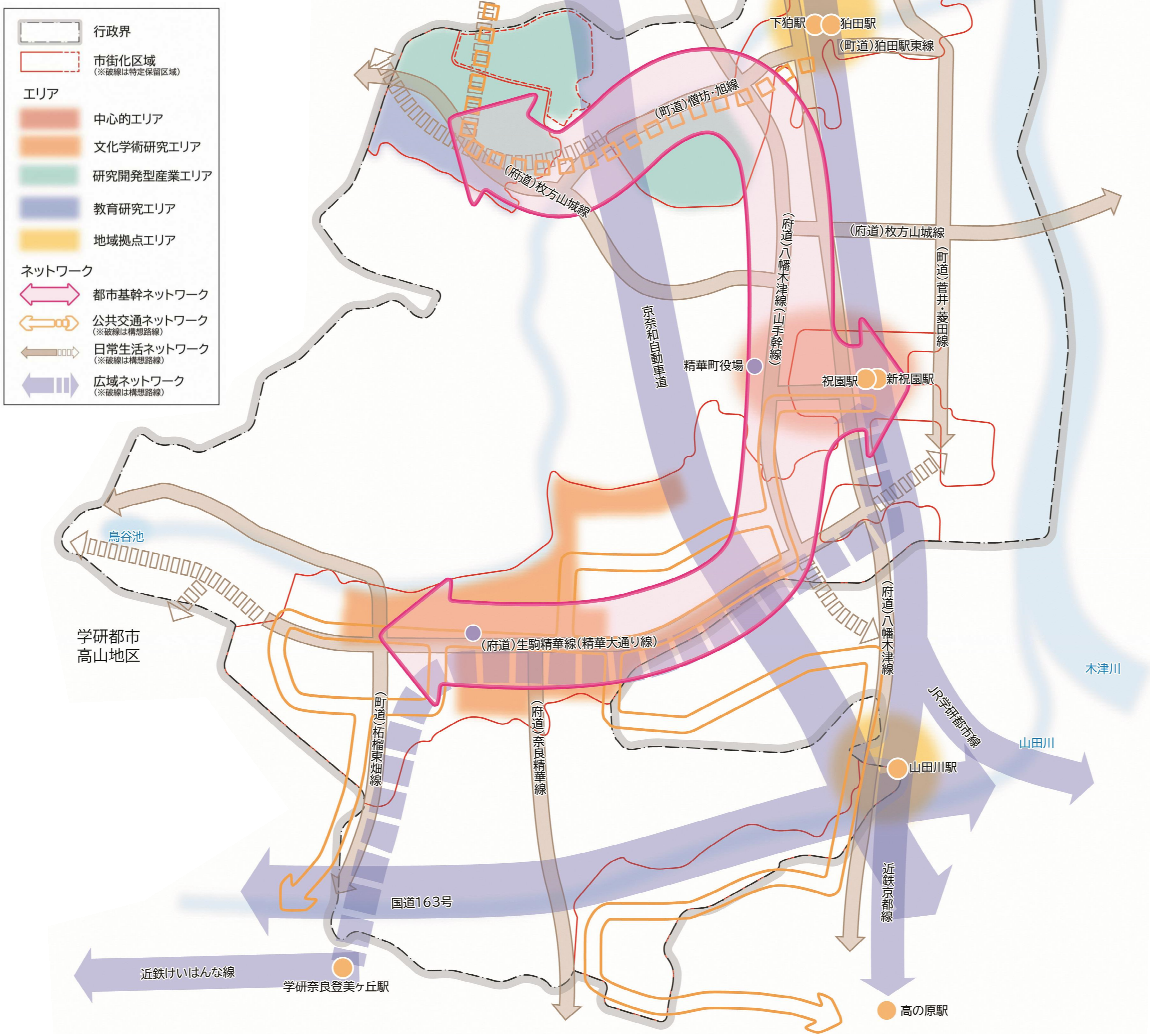 行政界
市街化区域
(※破線は特定保留区域)
エリア
中心的エリア
文化学術研究エリア
研究開発型産業エリア
教育研究エリア
地域拠点エリア
ネットワーク
都市基幹ネットワーク
公共交通ネットワーク
(※破線は構想路線)
日常生活ネットワーク
(※破線は構想路線)
広域ネットワーク
(※破線は構想路線)
下狛駅
狛田駅
(町道)狛田駅東線
(町道)僧坊・旭線
(府道)枚方山城線
(府道)枚方山城線
(府道)八幡木津線(山手幹線)
(町道)菅井・菱田線
京奈和自動車道
精華町役場
祝園駅
新祝園駅
鳥谷池
学研都市
高山地区
(府道)生駒精華線(精華大通り線)
(府道)八幡木津線
木津川
(町道)柘榴東畑線
(府道)奈良精華線
JR学研都市線
山田川
山田川駅
近鉄京都線
国道163号
近鉄けいはんな線
学研奈良登美ヶ丘駅
高の原駅